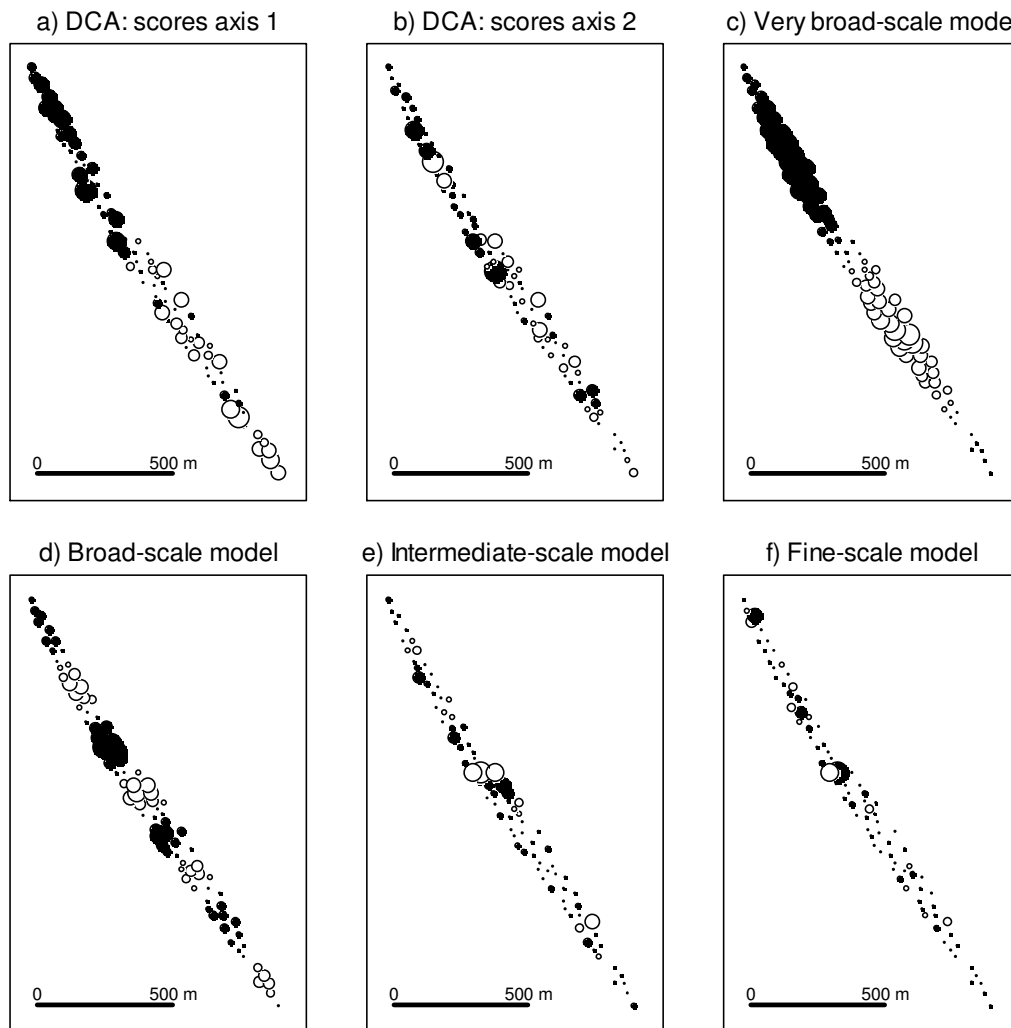 a) DCA: scores axis 1
b) DCA: scores axis 2
c) Very broad-scale model
0 500 m
0 500 m
0 500 m
d) Broad-scale model
e) Intermediate-scale model
f) Fine-scale model
0 500 m
0 500 m
0 500 m